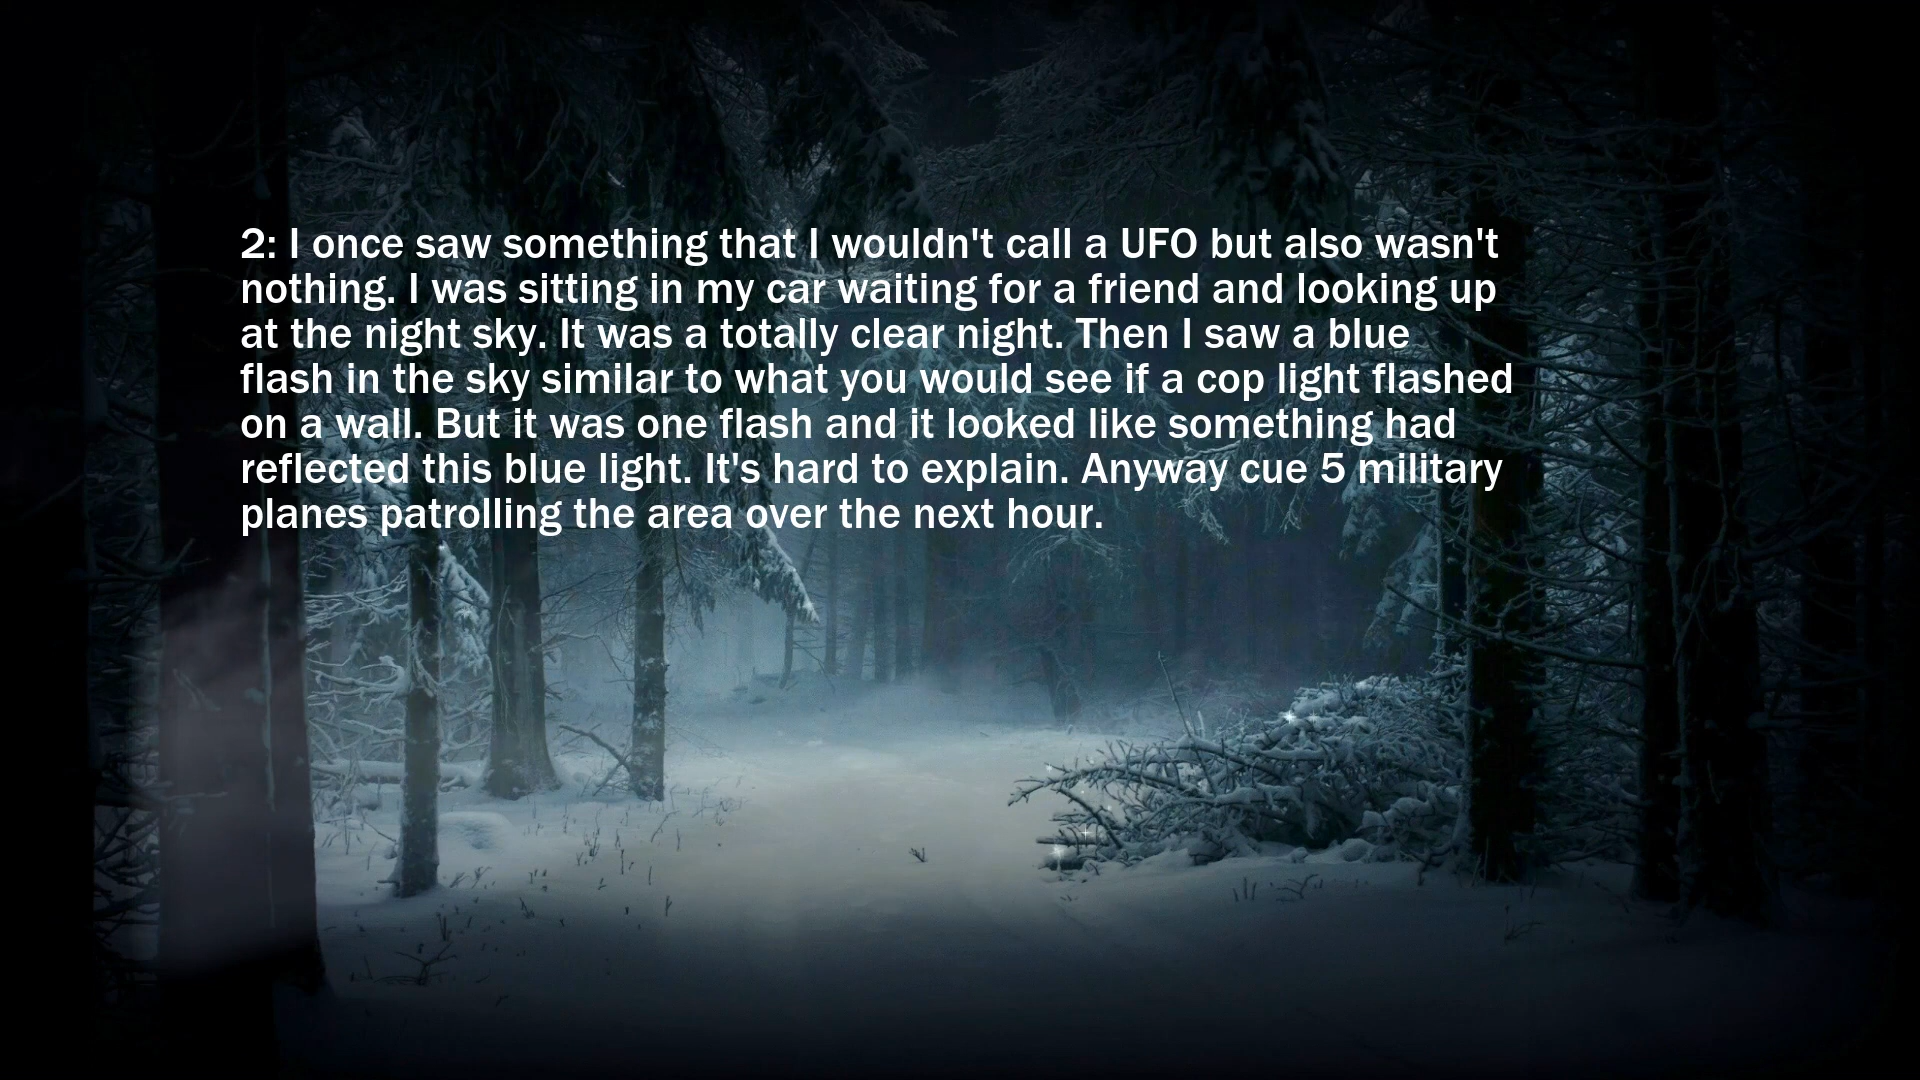 2: I once saw something that I wouldn't call a UFO but also wasn't
nothing. I was sitting in my car waiting for a friend and looking up
at the night sky. It was a totally clear night. Then I saw a blue
flash in the sky similar to what you would see if a cop light flashed
on a wall. But it was one flash and it looked like something had
reflected this blue light. It's hard to explain. Anyway cue 5 military
planes patrolling the area over the next hour.